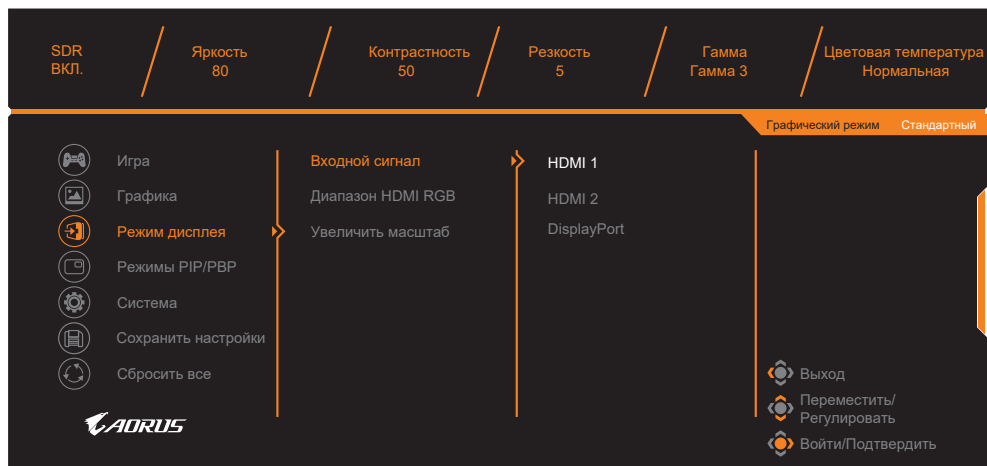 SDR
ВКЛ.
Яркость
80
Контрастность
50
Резкость
5
Гамма
Гамма 3
Цветовая температура
Нормальная
Графический режим Стандартный
Игра
Графика
Режим дисплея
Режимы PIP/PBP
Система
Сохранить настройки
Сбросить все
Входной сигнал
Диапазон HDMI RGB
Увеличить масштаб
HDMI 1
HDMI 2
DisplayPort
Выход
Переместить/
Регулировать
Войти/Подтвердить
AORUS